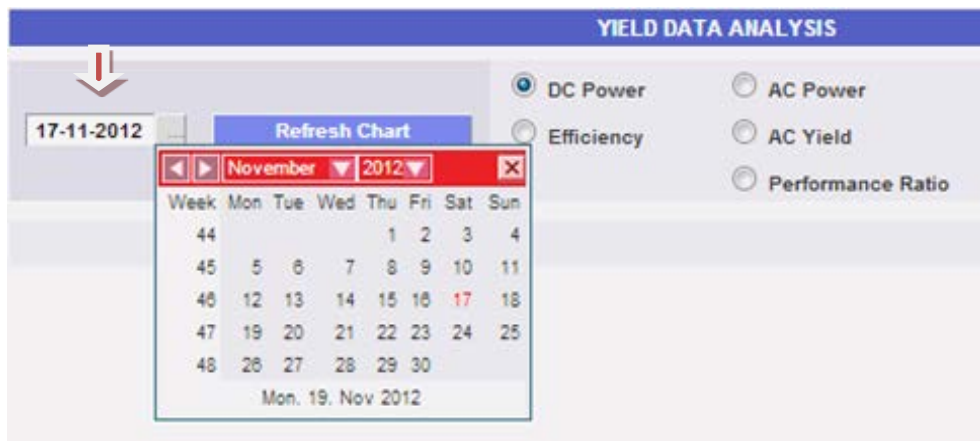 YIELD DATA ANALYSIS
DC Power AC Power
17-11-2012 ... Refresh Chart Efficiency AC Yield
November 2012 x
Performance Ratio
Week Mon Tue Wed Thu Fri Sat Sun
44 1 2 3 4
45 5 6 7 8 9 10 11
46 12 13 14 15 16 17 18
47 19 20 21 22 23 24 25
48 26 27 28 29 30
Mon. 19. Nov 2012